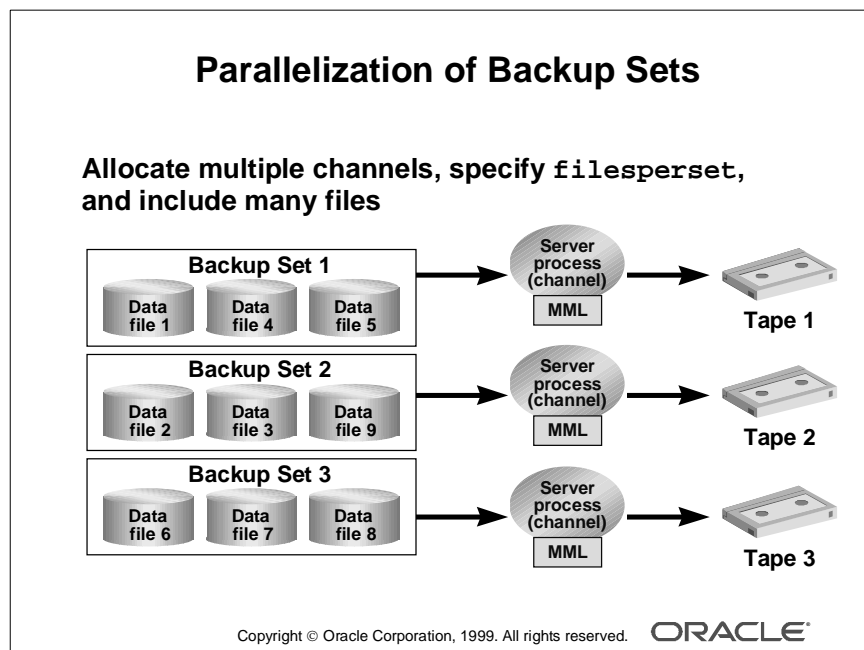 Parallelization of Backup Sets
Allocate multiple channels, specify filesperset,
and include many files
Backup Set 1
Data
file 1
Data
file 4
Data
file 5
Server
process
(channel)
MML
Tape 1
Backup Set 2
Data
file 2
Data
file 3
Data
file 9
Server
process
(channel)
MML
Tape 2
Backup Set 3
Data
file 6
Data
file 7
Data
file 8
Server
process
(channel)
MML
Tape 3
Copyright © Oracle Corporation, 1999. All rights reserved.
ORACLE®